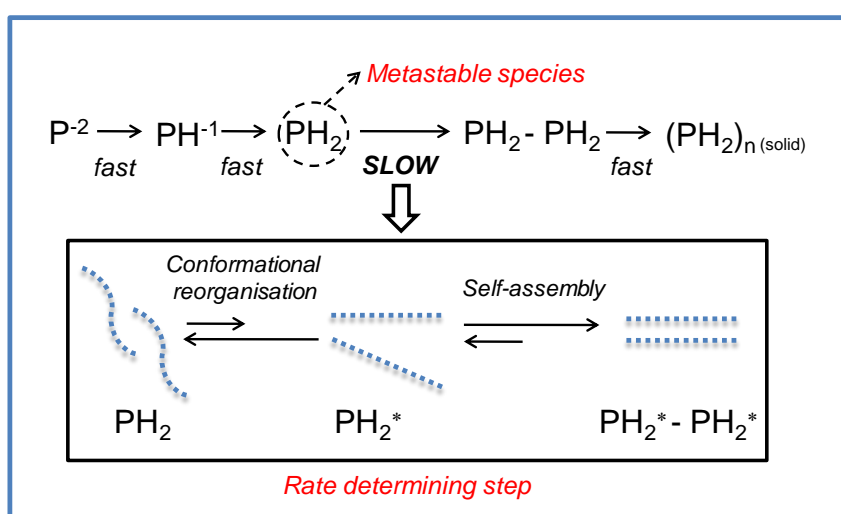 Metastable species
P-2 PH-1 PH2 PH2 - PH2 (PH2)n (solid)
fast fast SLOW fast
Conformational
reorganisation
Self-assembly
PH2 PH2* PH2* - PH2*
Rate determining step